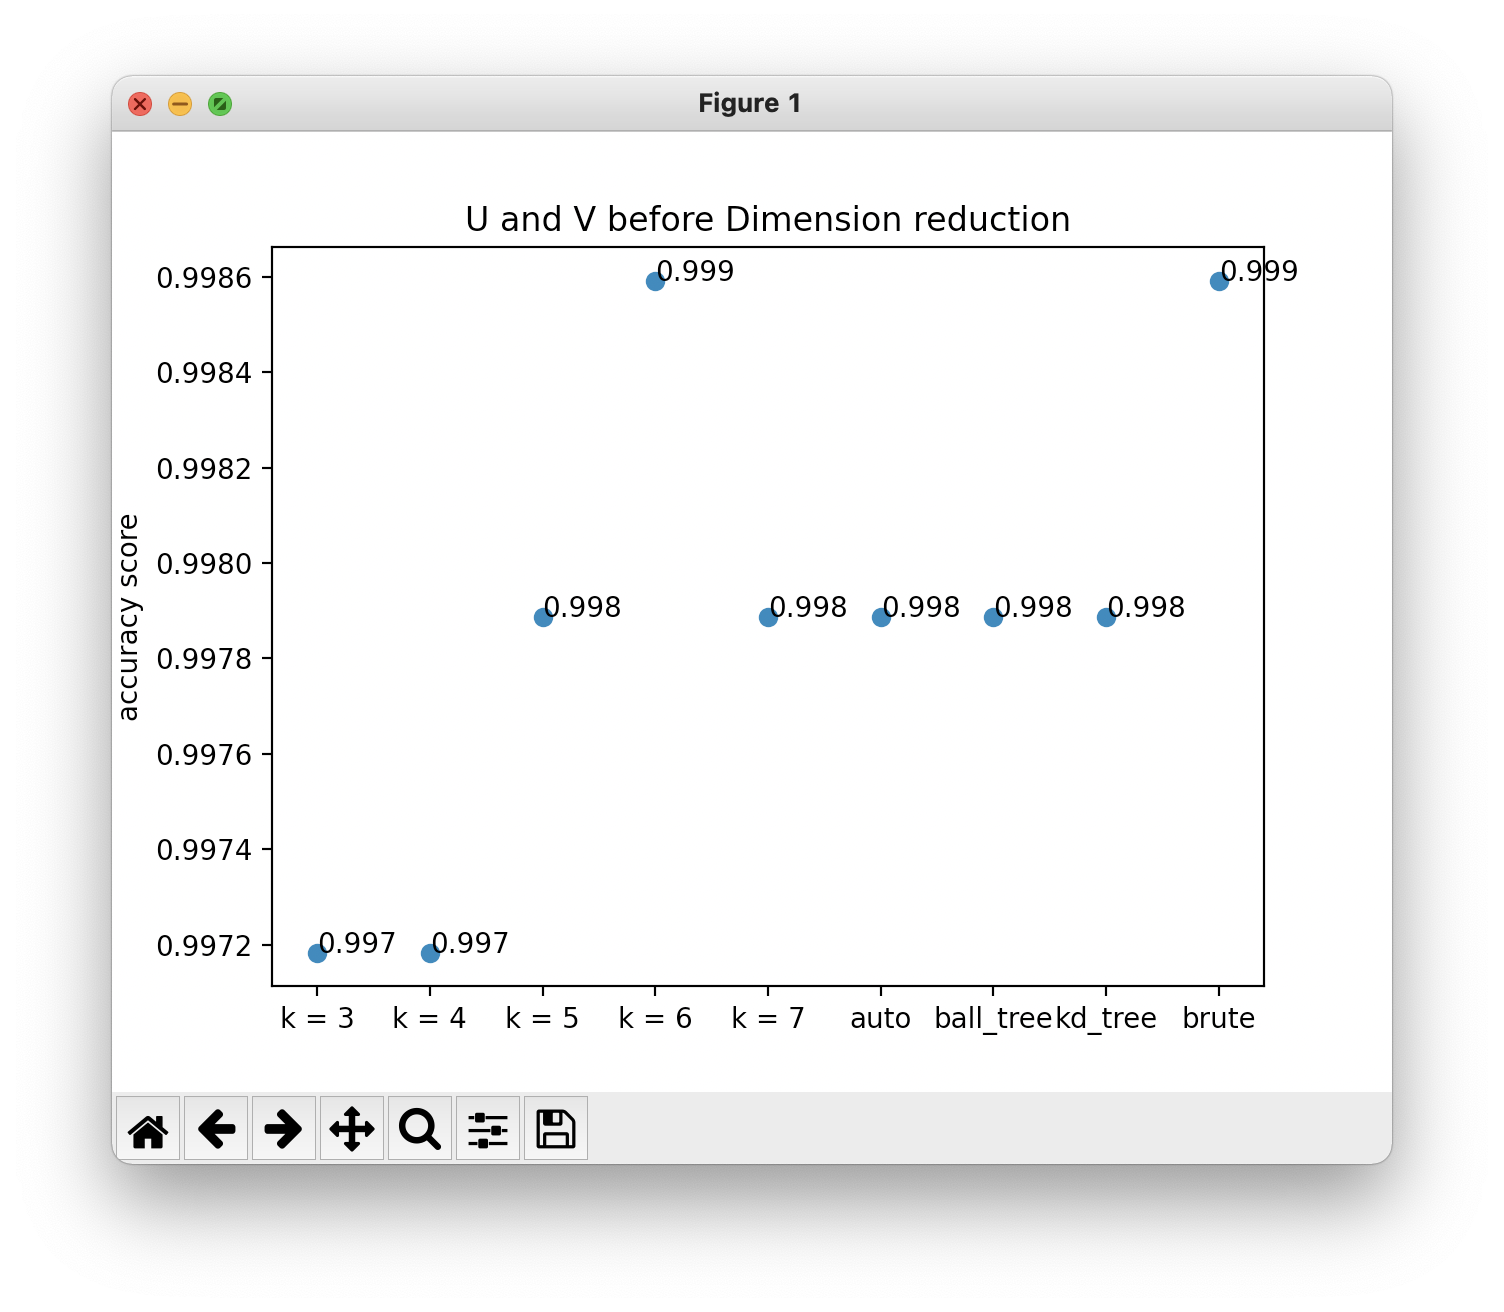 Figure 1
U and V before Dimension reduction
accuracy score
0.9986
0.9984
0.9982
0.9980
0.9978
0.9976
0.9974
0.9972
0.999
0.999
0.998
0.998
0.998
0.998
0.998
0.997
0.997
k = 3
k = 4
k = 5
k = 6
k = 7
auto
ball_tree
kd_tree
brute